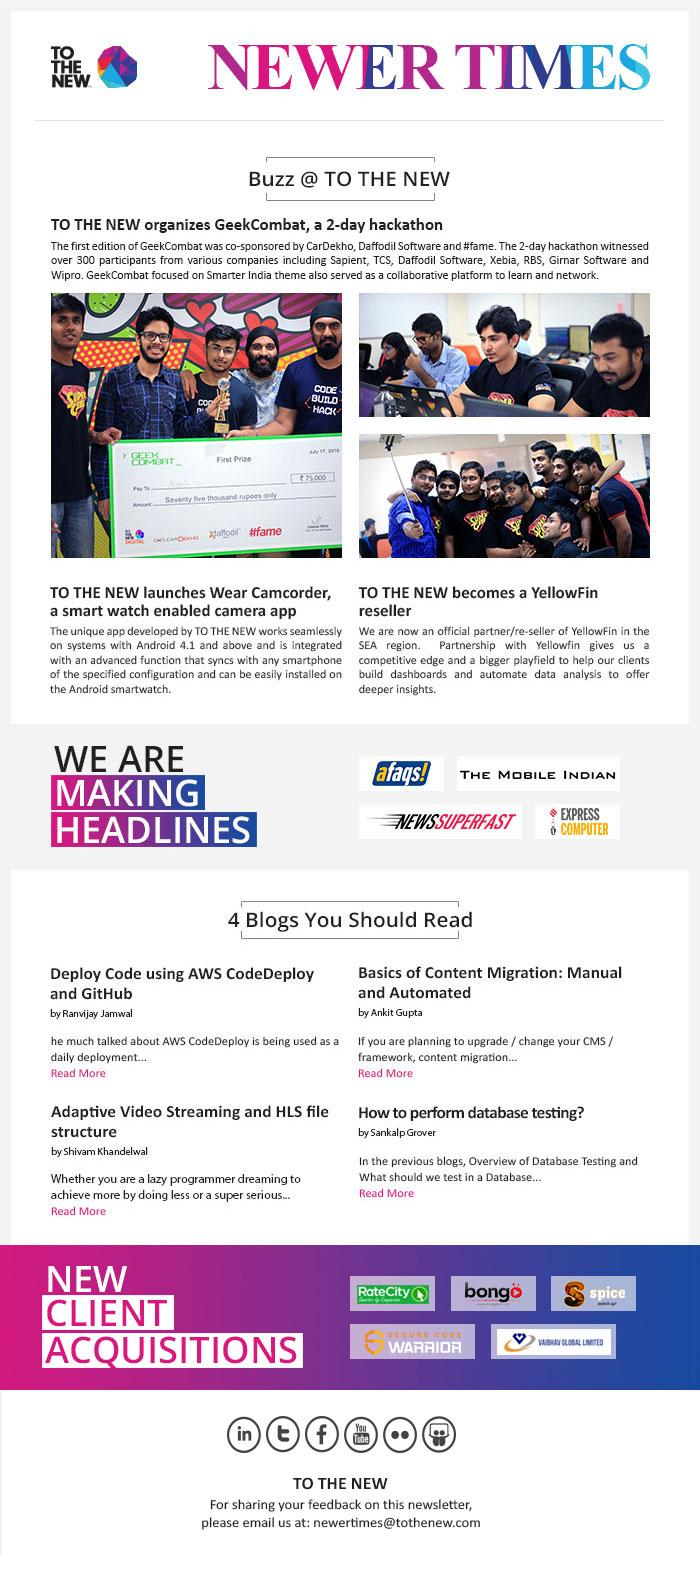 TO
THE
NEW
NEWER TIMES
Buzz @ TO THE NEW
TO THE NEW organizes GeekCombat, a 2-day hackathon
The first edition of GeekCombat was co-sponsored by CarDekho, Daffodil Software and #fame. The 2-day hackathon witnessed
over 300 participants from various companies including Sapient, TCS, Daffodil Software, Xebia, RBS, Girnar Software and
Wipro. GeekCombat focused on Smarter India theme also served as a collaborative platform to learn and network.
CODE
BUILD
HACK
GEEK
COMBAT_
First Prize
July 17, 2016
Pay To
₹ 75,000
Amount
Seventy five thousand rupees only
TO
THE
NEW
DIGITAL
CARDEKHO
daffodil
#fame
TO THE NEW launches Wear Camcorder,
a smart watch enabled camera app
The unique app developed by TO THE NEW works seamlessly
on systems with Android 4.1 and above and is integrated
with an advanced function that syncs with any smartphone
of the specified configuration and can be easily installed on
the Android smartwatch.
TO THE NEW becomes a YellowFin
reseller
We are now an official partner/re-seller of YellowFin in the
SEA region. Partnership with Yellowfin gives us a
competitive edge and a bigger playfield to help our clients
build dashboards and automate data analysis to offer
deeper insights.
WE ARE
MAKING
HEADLINES
afaqs!
THE MOBILE INDIAN
NEWSSUPERFAST
EXPRESS
COMPUTER
4 Blogs You Should Read
Deploy Code using AWS CodeDeploy
and GitHub
by Ranvijay Jamwal
he much talked about AWS CodeDeploy is being used as a
daily deployment...
Read More
Basics of Content Migration: Manual
and Automated
by Ankit Gupta
If you are planning to upgrade / change your CMS /
framework, content migration...
Read More
Adaptive Video Streaming and HLS file
structure
by Shivam Khandelwal
Whether you are a lazy programmer dreaming to
achieve more by doing less or a super serious...
Read More
How to perform database testing?
by Sankalp Grover
In the previous blogs, Overview of Database Testing and
What should we test in a Database...
Read More
NEW
CLIENT
ACQUISITIONS
RateCity
bongo
spice
SECURE CODE
WARRIOR
VAIBHAV GLOBAL LIMITED
in
t
f
You
Tube
TO THE NEW
For sharing your feedback on this newsletter,
please email us at: newertimes@tothenew.com